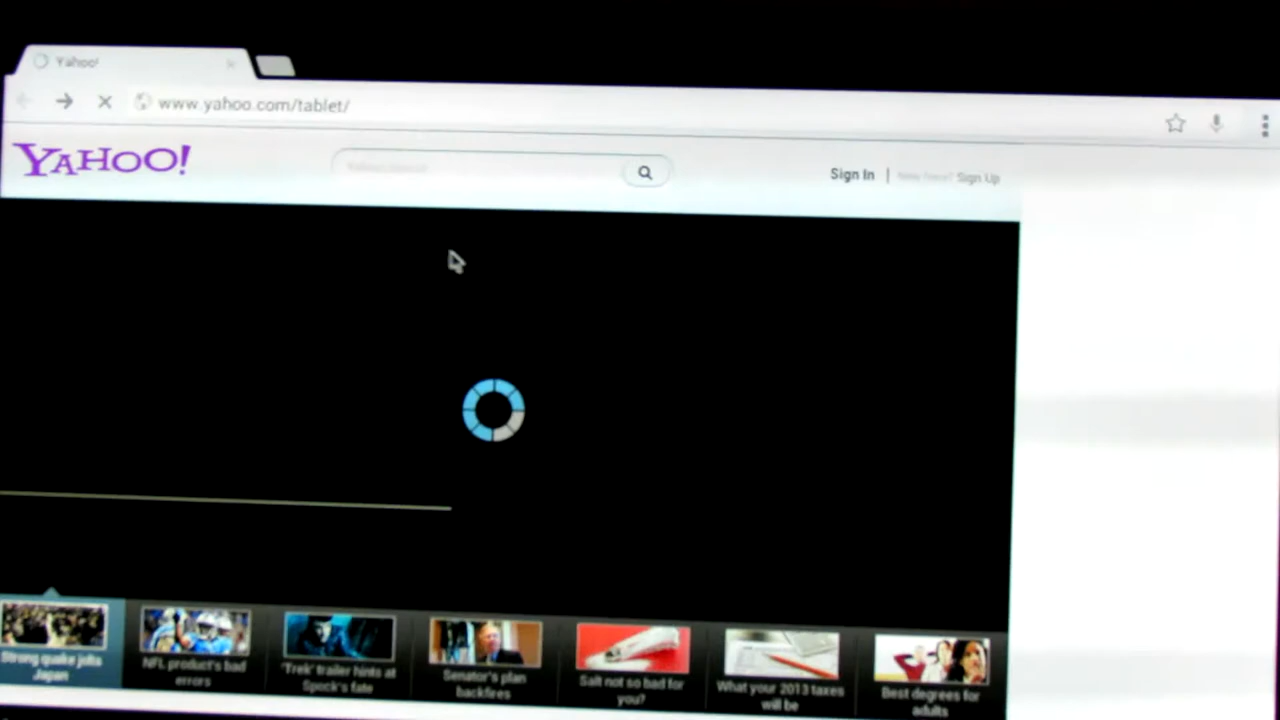 Yahoo!
www.yahoo.com/tablet/
YAHOO!
Sign In | New here? Sign Up
Strong quake jolts
Japan
NFL product's bad
errors
'Trek' trailer hints at
Spock's fate
Senator's plan
backfires
Salt not so bad for
you?
What your 2013 taxes
will be
Best degrees for
adults